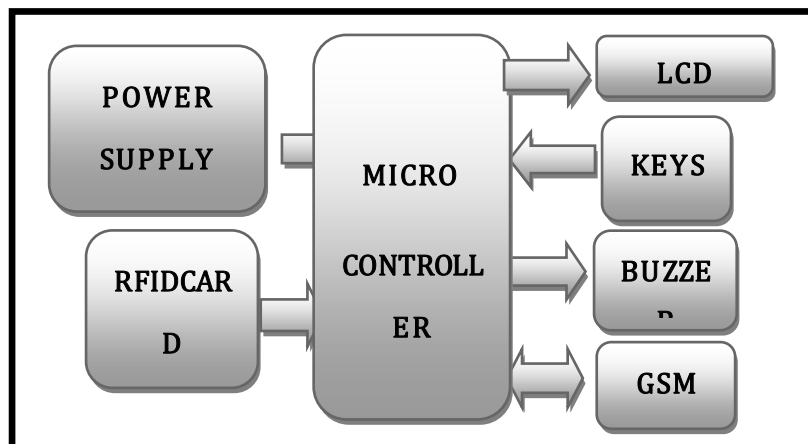 POWER
SUPPLY
RFIDCAR
D
MICRO
CONTROLL
ER
LCD
KEYS
BUZZE
GSM